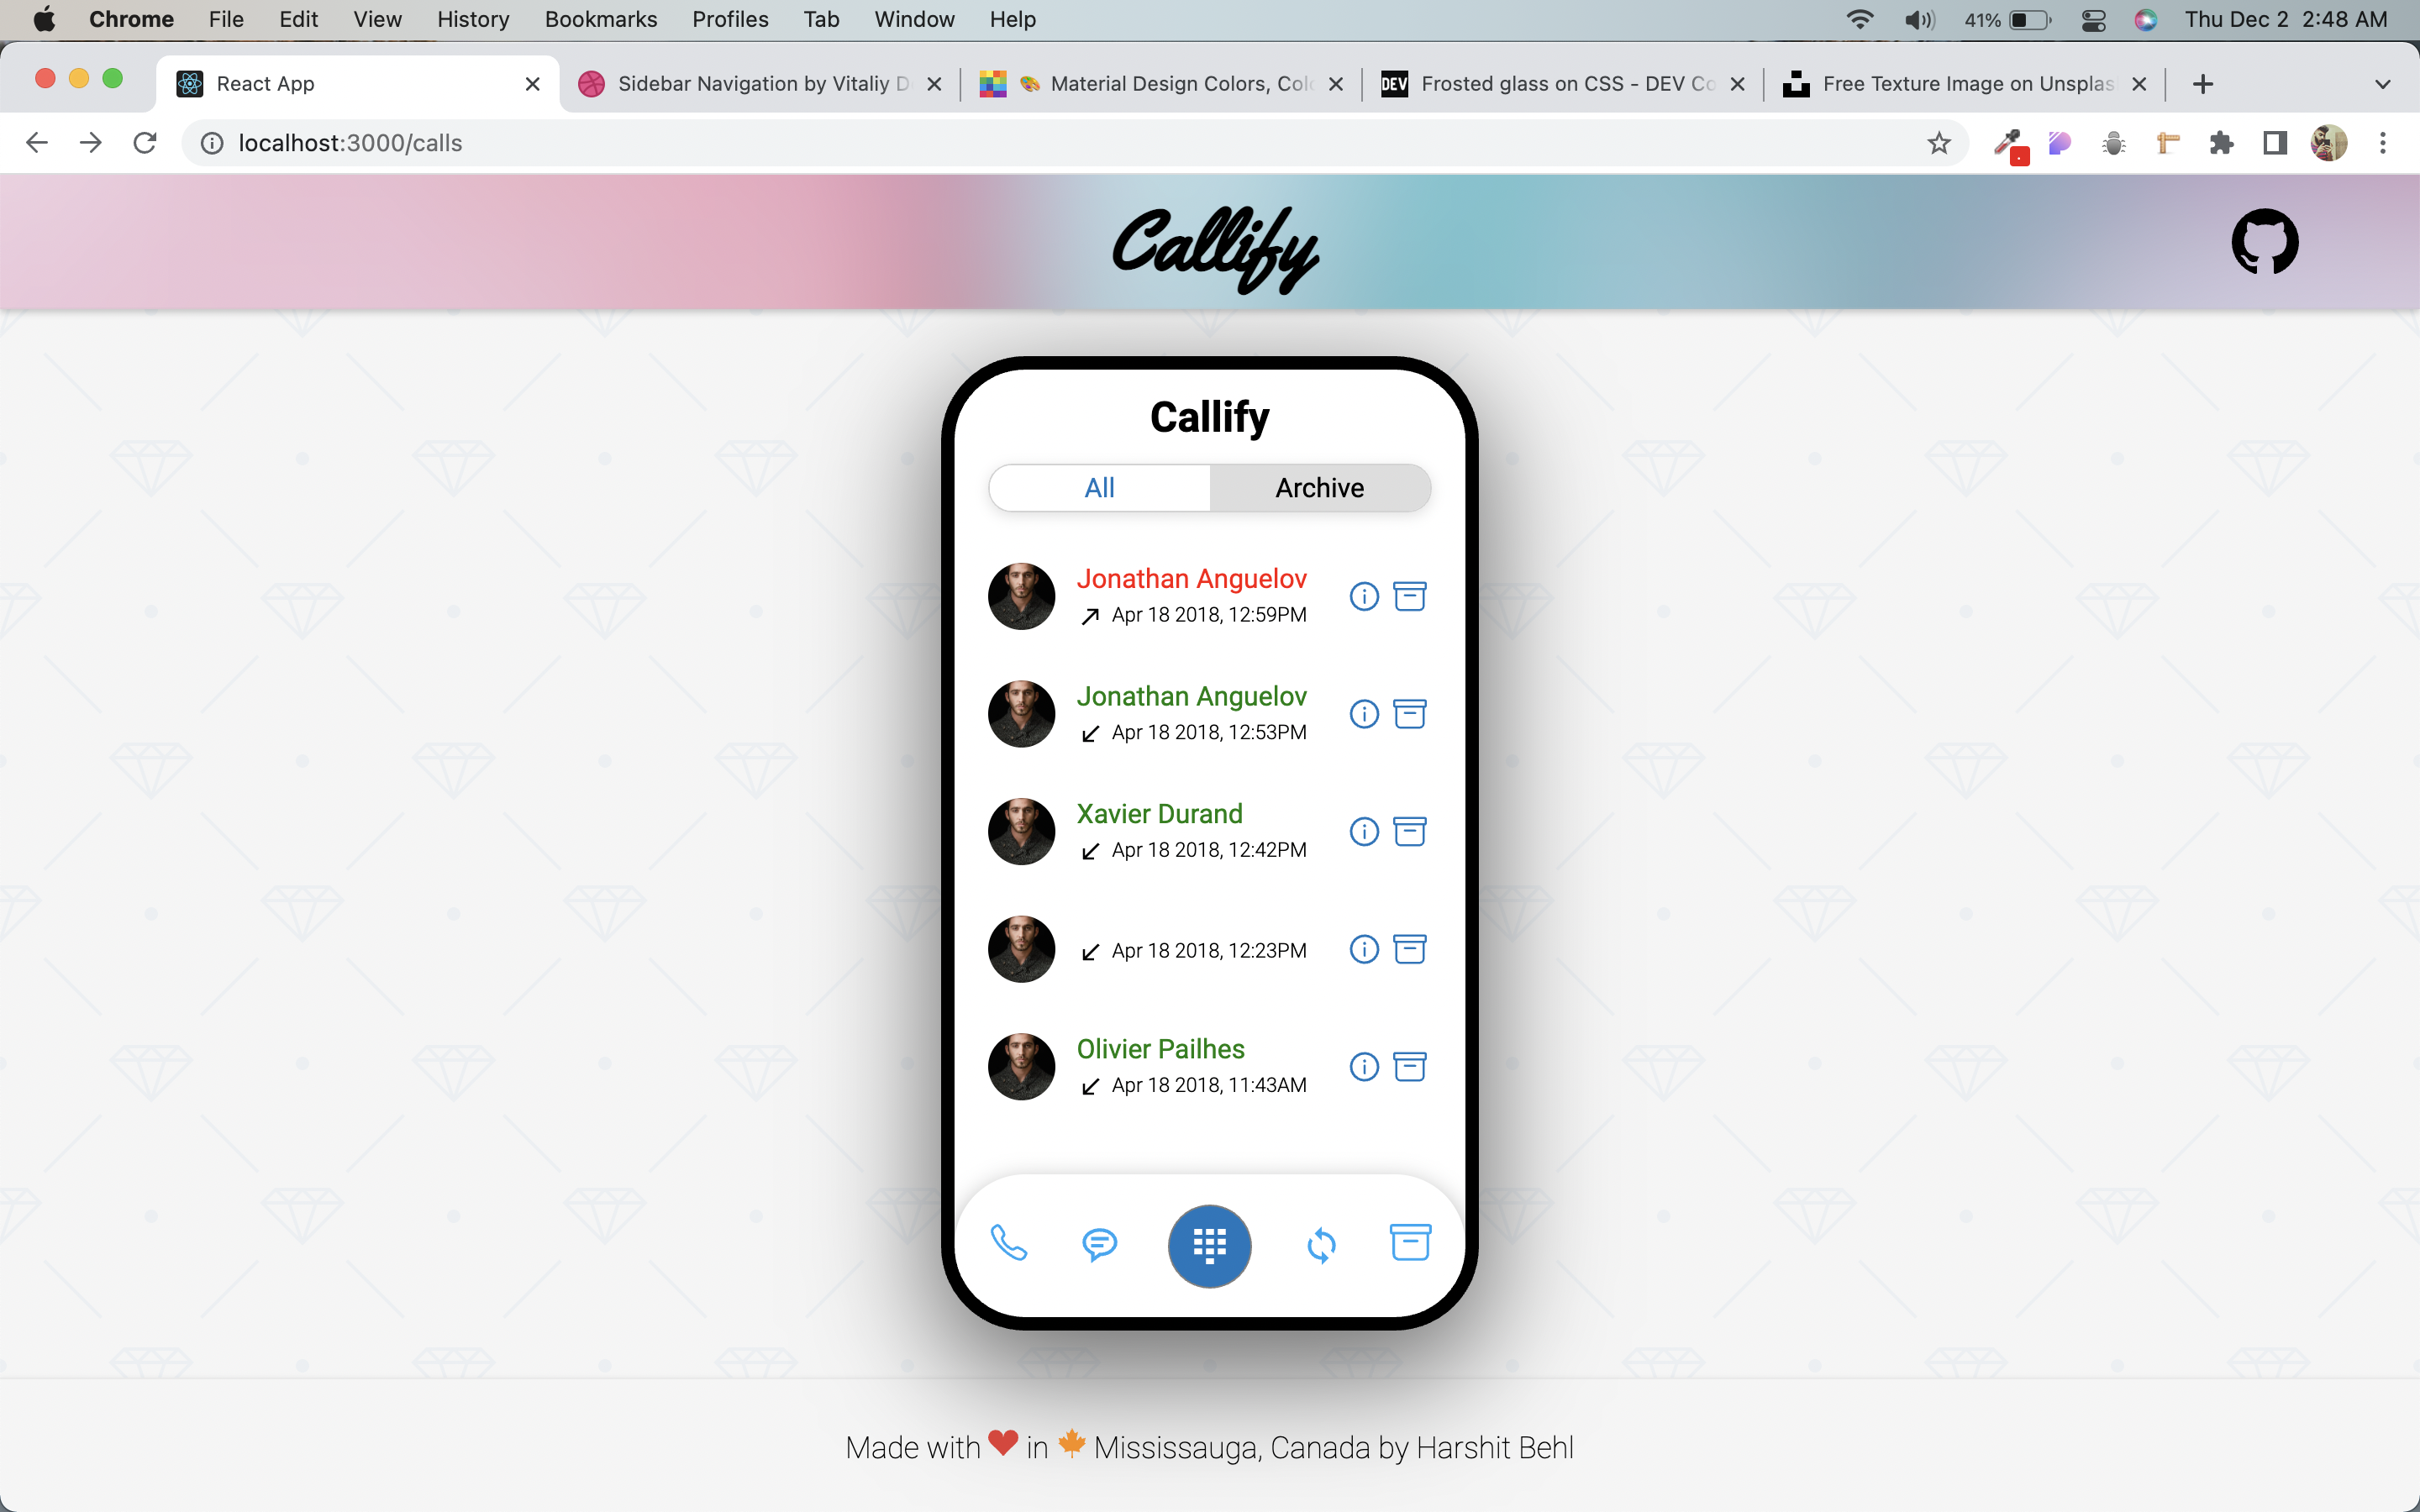 Chrome File Edit View History Bookmarks Profiles Tab Window Help 41% Thu Dec 2 2:48 AM
React App Sidebar Navigation by Vitaliy D Material Design Colors, Colo DEV Frosted glass on CSS - DEV Co Free Texture Image on Unsplas
localhost:3000/calls
Callify
Callify
All Archive
Jonathan Anguelov
Apr 18 2018, 12:59PM
Jonathan Anguelov
Apr 18 2018, 12:53PM
Xavier Durand
Apr 18 2018, 12:42PM
Apr 18 2018, 12:23PM
Olivier Pailhes
Apr 18 2018, 11:43AM
Made with ❤️ in 🍁 Mississauga, Canada by Harshit Behl